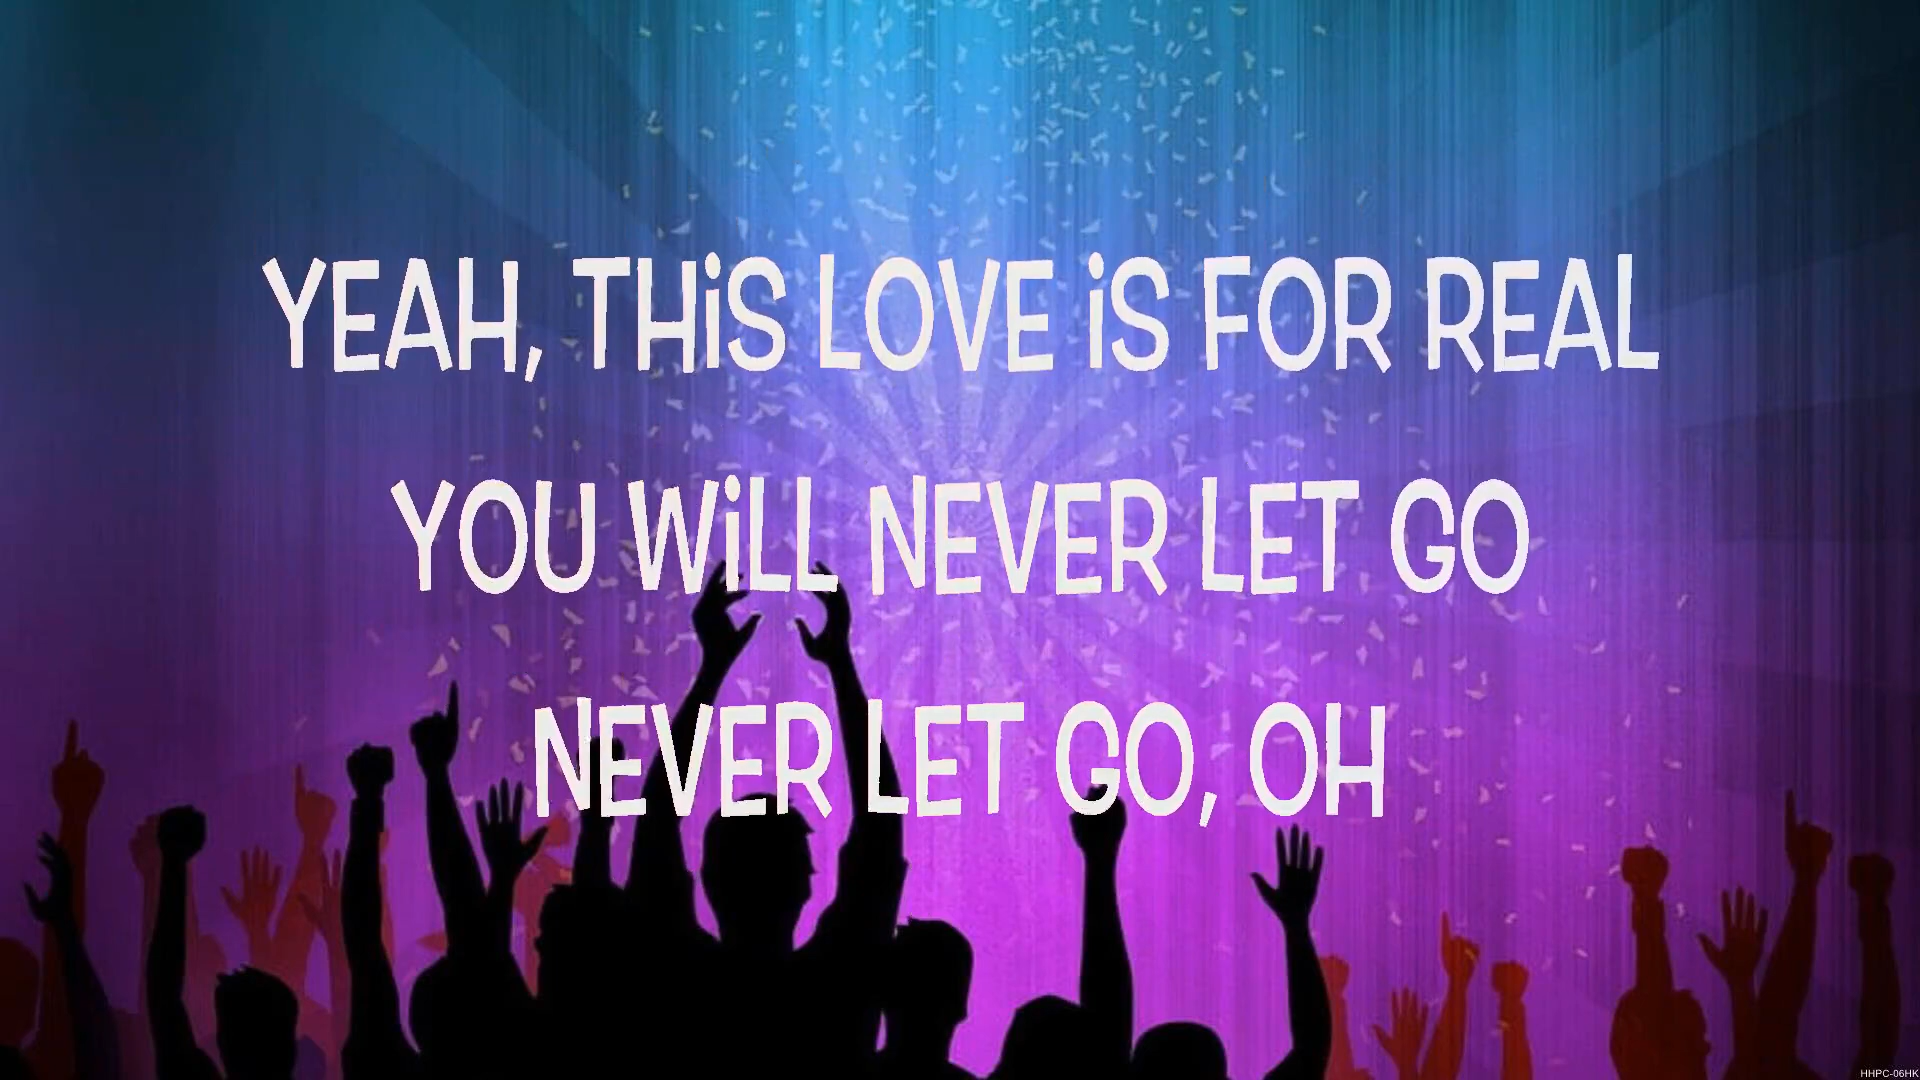 YEAH, THiS LOVE iS FOR REAL
YOU WiLL NEVER LET GO
NEVER LET GO, OH
HHPC-06HK